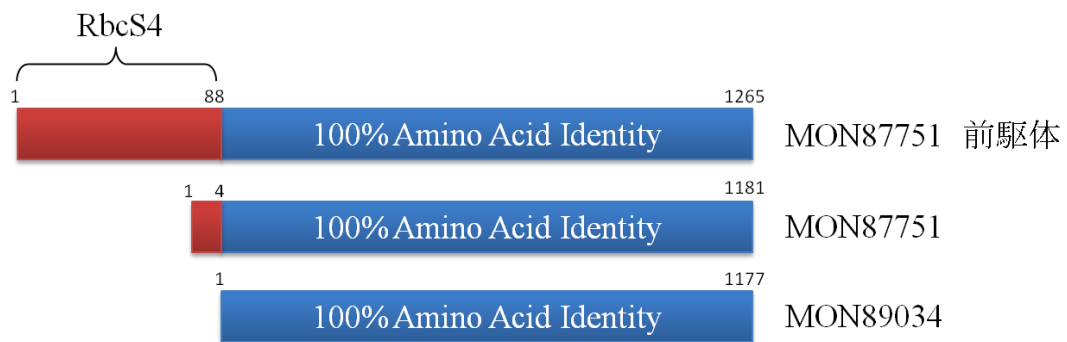 RbcS4
1 88 1265
100% Amino Acid Identity MON87751 前駆体
1 4 1181
100% Amino Acid Identity MON87751
1 1177
100% Amino Acid Identity MON89034